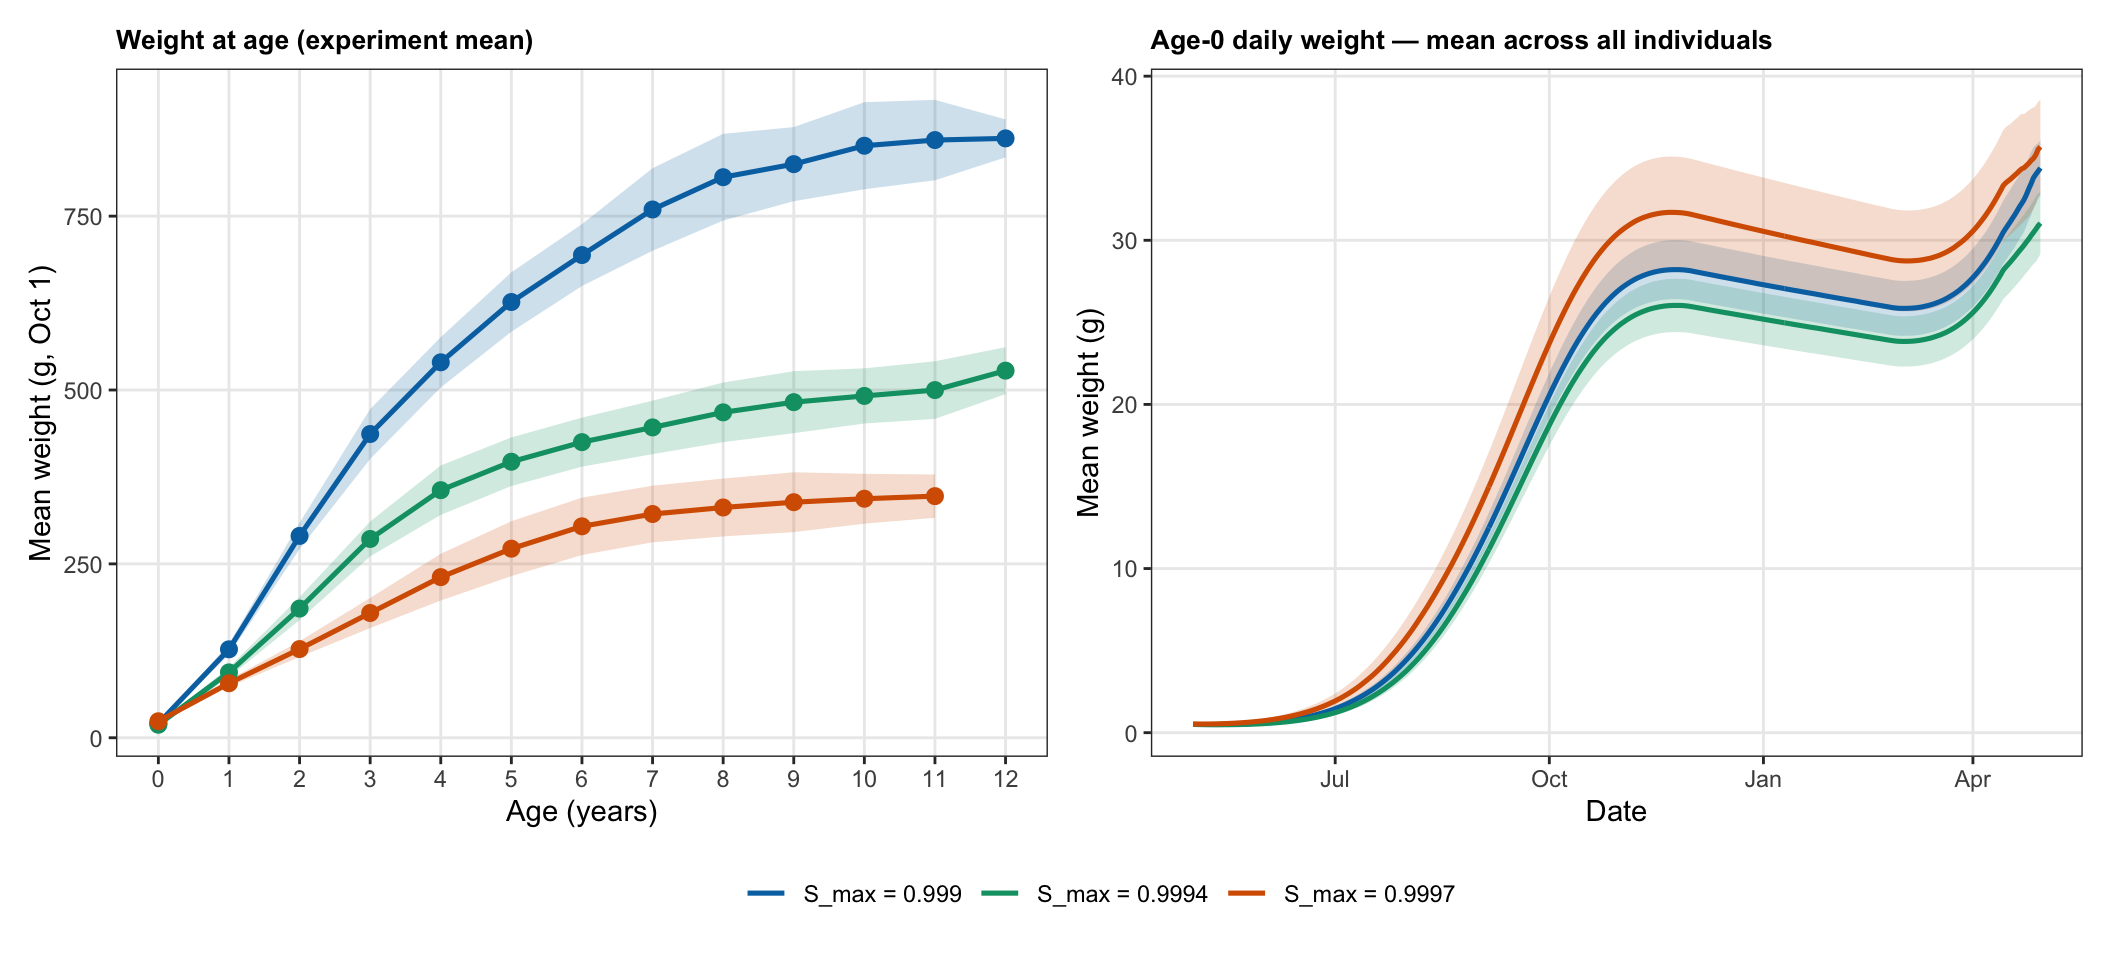 Weight at age (experiment mean)
Mean weight (g, Oct 1)
750
500
250
0
0 1 2 3 4 5 6 7 8 9 10 11 12
Age (years)
Age-0 daily weight — mean across all individuals
Mean weight (g)
40
30
20
10
0
Jul Oct Jan Apr
Date
S_max = 0.999 S_max = 0.9994 S_max = 0.9997